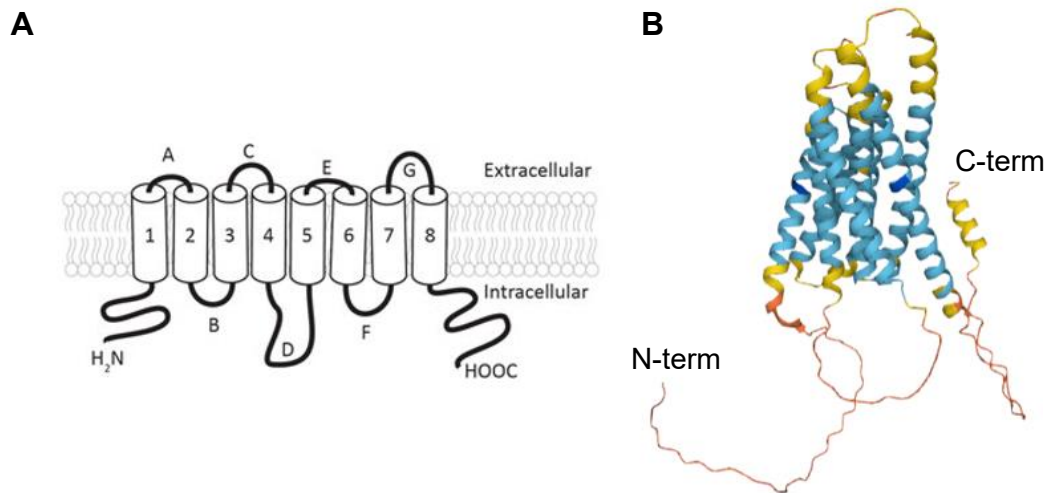 A
B
A
C
E
G
Extracellular
1 2 3 4 5 6 7 8
Intracellular
B
D
F
H2N
HOOC
C-term
N-term